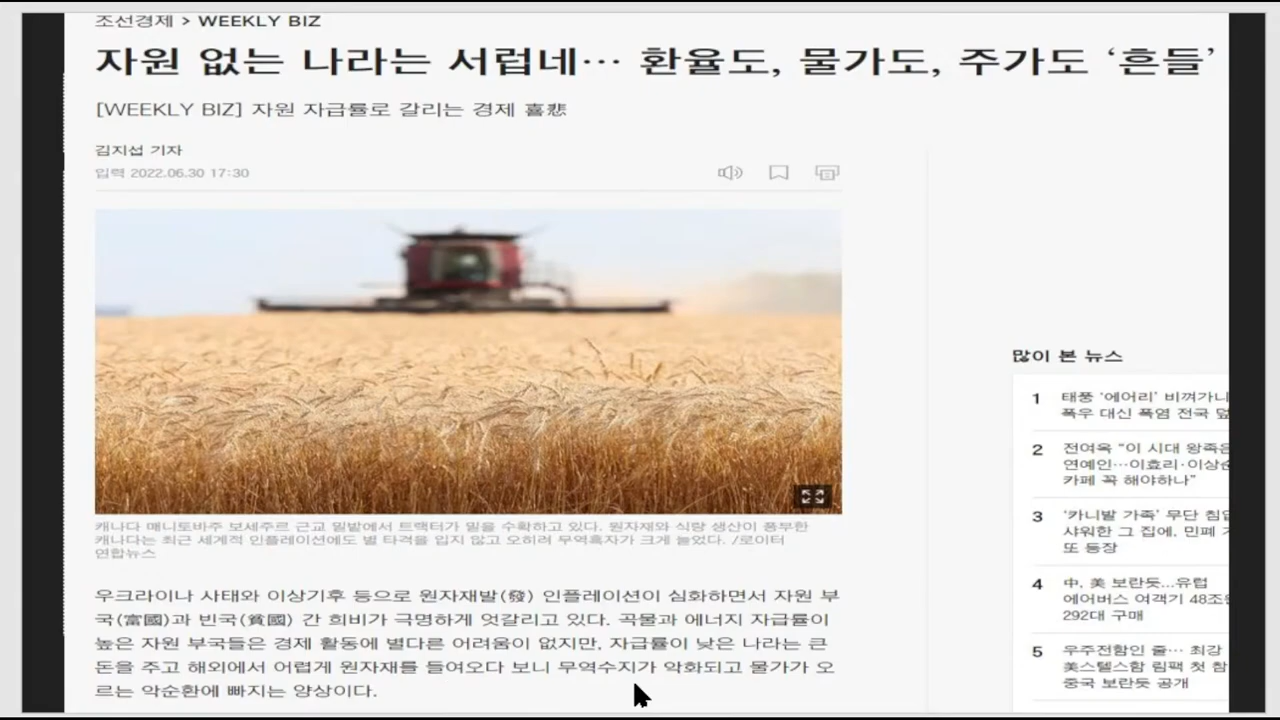 조선경제 > WEEKLY BIZ
자원 없는 나라는 서럽네… 환율도, 물가도, 주가도 ‘흔들’
[WEEKLY BIZ] 자원 자급률로 갈리는 경제 喜悲
김지섭 기자
입력 2022.06.30 17:30
캐나다 매니토바주 보세주르 근교 밀밭에서 트랙터가 밀을 수확하고 있다. 원자재와 식량 생산이 풍부한
캐나다는 최근 세계적 인플레이션에도 별 타격을 입지 않고 오히려 무역흑자가 크게 늘었다. /로이터
연합뉴스
우크라이나 사태와 이상기후 등으로 원자재발(發) 인플레이션이 심화하면서 자원 부
국(富國)과 빈국(貧國) 간 희비가 극명하게 엇갈리고 있다. 곡물과 에너지 자급률이
높은 자원 부국들은 경제 활동에 별다른 어려움이 없지만, 자급률이 낮은 나라는 큰
돈을 주고 해외에서 어렵게 원자재를 들여오다 보니 무역수지가 악화되고 물가가 오
르는 악순환에 빠지는 양상이다.
많이 본 뉴스
1 태풍 ‘에어리’ 비껴가니
폭우 대신 폭염 전국 덮
2 전여옥 “이 시대 왕족은
연예인…이효리·이상순
카페 꼭 해야하나”
3 ‘카니발 가족’ 무단 침입
샤워한 그 집에, 민폐
또 등장
4 中, 美 보란듯...유럽
에어버스 여객기 48조원
292대 구매
5 우주전함인 줄… 최강
美스텔스함 림팩 첫 참
중국 보란듯 공개